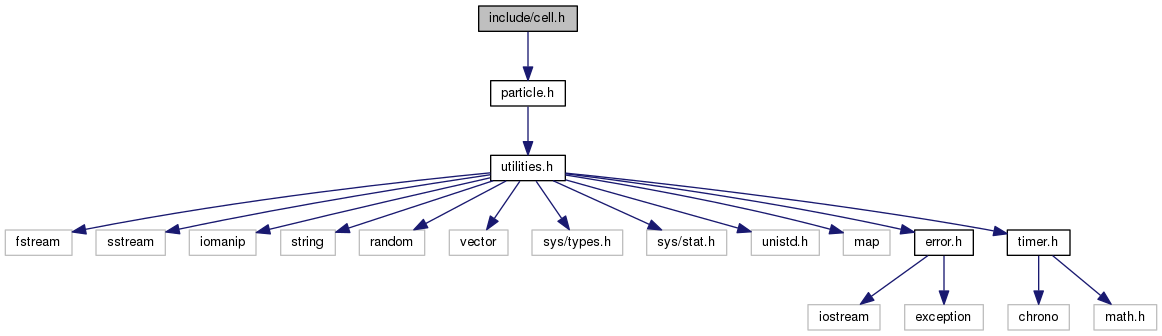 include/cell.h
particle.h
utilities.h
fstream
sstream
iomanip
string
random
vector
sys/types.h
sys/stat.h
unistd.h
map
error.h
timer.h
iostream
exception
chrono
math.h